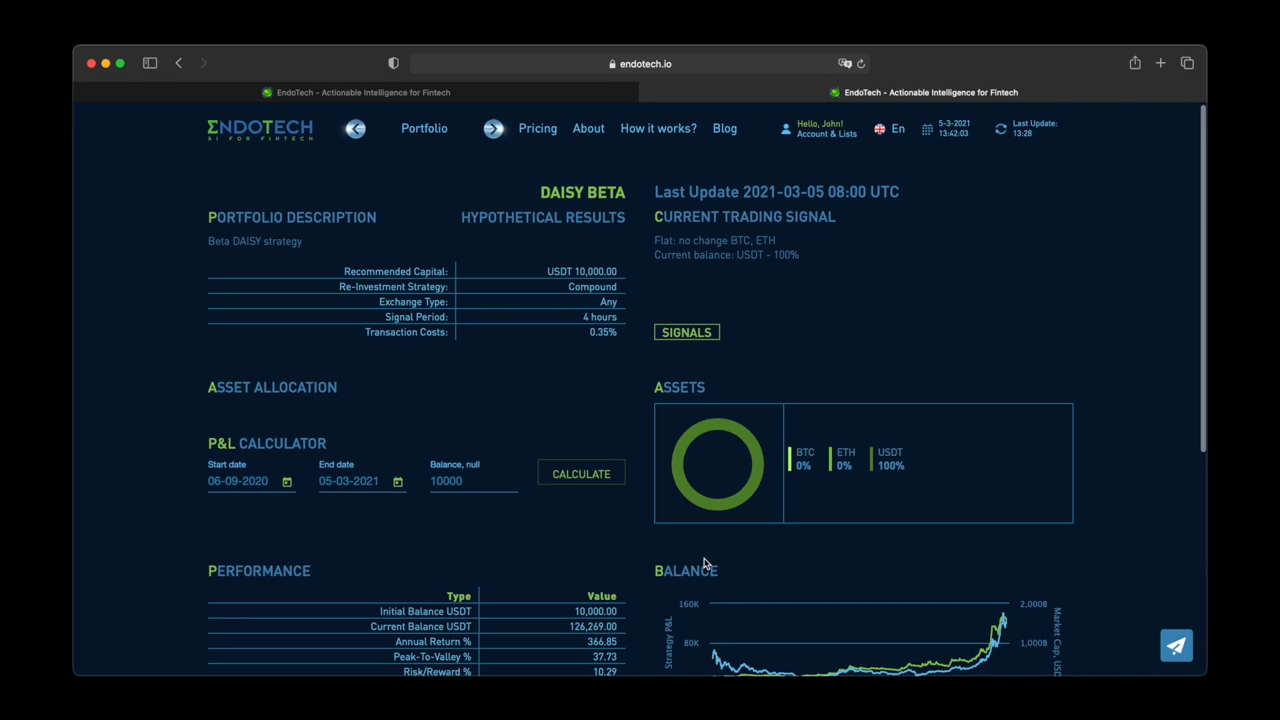 endotech.io
EndoTech - Actionable Intelligence for Fintech
EndoTech - Actionable Intelligence for Fintech
ΣNDOTECH
AI FOR FINTECH
Portfolio
Pricing
About
How it works?
Blog
Hello, John!
Account & Lists
En
5-3-2021
13:42:03
Last Update:
13:28
DAISY BETA
PORTFOLIO DESCRIPTION
HYPOTHETICAL RESULTS
Beta DAISY strategy
Recommended Capital: USDT 10,000.00
Re-Investment Strategy: Compound
Exchange Type: Any
Signal Period: 4 hours
Transaction Costs: 0.35%
Last Update 2021-03-05 08:00 UTC
CURRENT TRADING SIGNAL
Flat: no change BTC, ETH
Current balance: USDT - 100%
SIGNALS
ASSET ALLOCATION
P&L CALCULATOR
Start date
06-09-2020
End date
05-03-2021
Balance, null
10000
CALCULATE
ASSETS
BTC
0%
ETH
0%
USDT
100%
PERFORMANCE
Type Value
Initial Balance USDT 10,000.00
Current Balance USDT 126,269.00
Annual Return % 366.85
Peak-To-Valley % 37.73
Risk/Reward % 10.29
BALANCE
160K
80K
Strategy P&L
2,000B
1,000B
Market Cap, USD